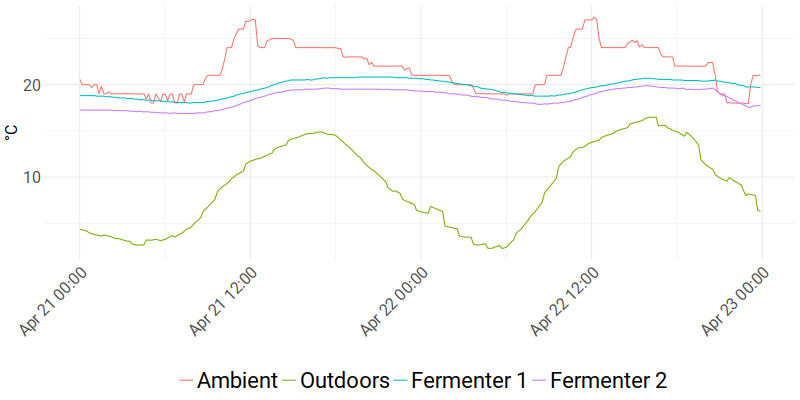 °C
20
10
Apr 21 00:00
Apr 21 12:00
Apr 22 00:00
Apr 22 12:00
Apr 23 00:00
Ambient Outdoors Fermenter 1 Fermenter 2